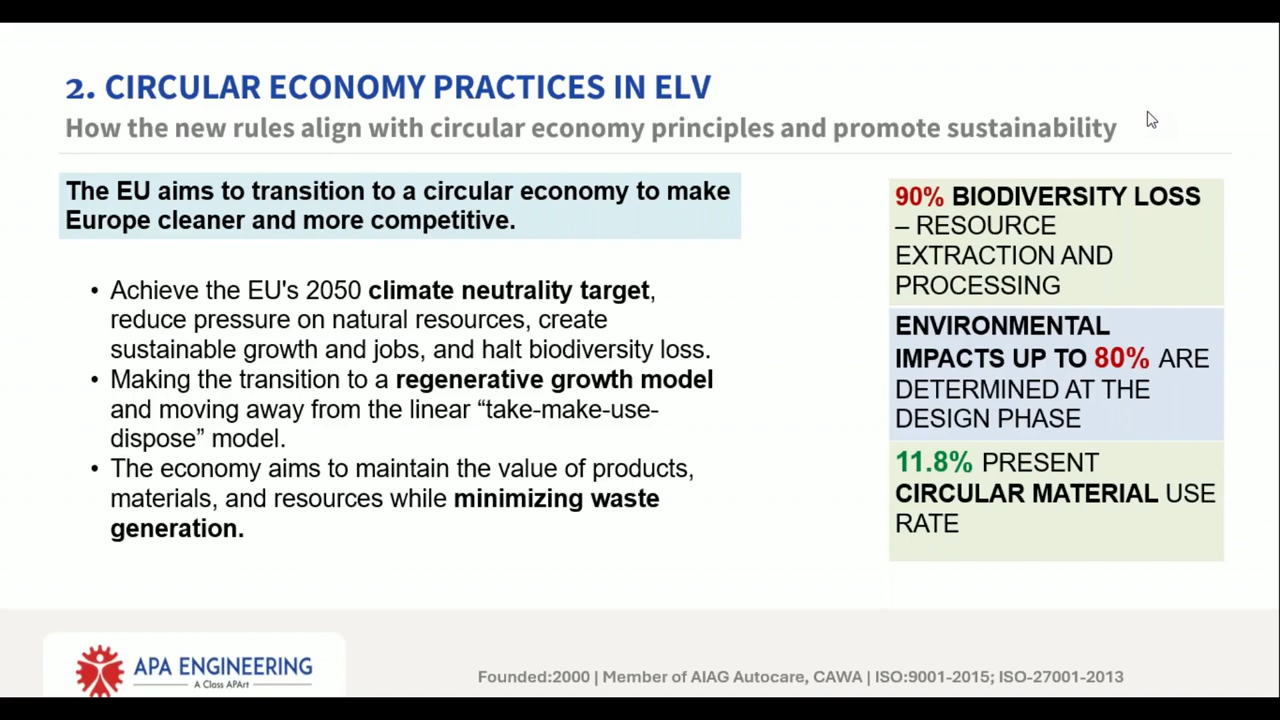 2. CIRCULAR ECONOMY PRACTICES IN ELV
How the new rules align with circular economy principles and promote sustainability
The EU aims to transition to a circular economy to make
Europe cleaner and more competitive.
• Achieve the EU's 2050 climate neutrality target,
reduce pressure on natural resources, create
sustainable growth and jobs, and halt biodiversity loss.
• Making the transition to a regenerative growth model
and moving away from the linear “take-make-use-
dispose” model.
• The economy aims to maintain the value of products,
materials, and resources while minimizing waste
generation.
90% BIODIVERSITY LOSS
– RESOURCE
EXTRACTION AND
PROCESSING
ENVIRONMENTAL
IMPACTS UP TO 80% ARE
DETERMINED AT THE
DESIGN PHASE
11.8% PRESENT
CIRCULAR MATERIAL USE
RATE
APA ENGINEERING
A Class APArt
Founded:2000 | Member of AIAG Autocare, CAWA | ISO:9001-2015; ISO-27001-2013